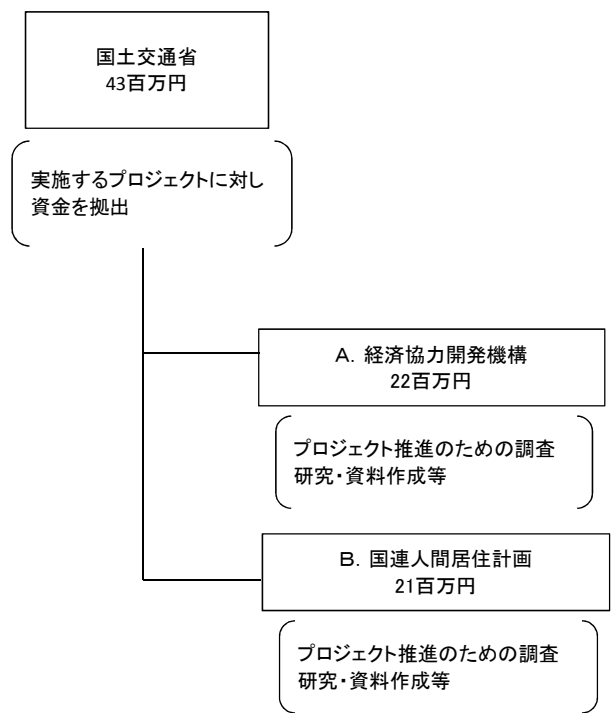 国土交通省
43百万円
実施するプロジェクトに対し
資金を拠出
A．経済協力開発機構
22百万円
プロジェクト推進のための調査
研究・資料作成等
B．国連人間居住計画
21百万円
プロジェクト推進のための調査
研究・資料作成等